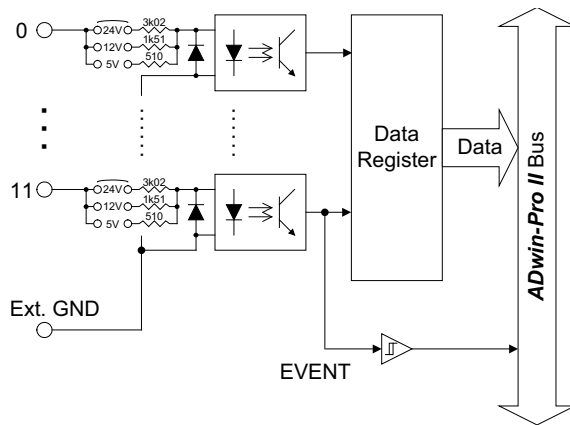 0
24V 3k02
12V 1k51
5V 510
Data
Register
Data
ADwin-Pro II Bus
11
24V 3k02
12V 1k51
5V 510
Ext. GND
EVENT